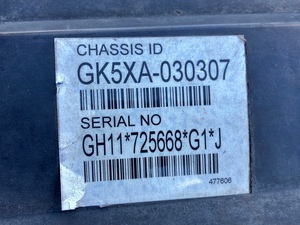 CHASSIS ID
GK5XA-030307
SERIAL NO
GH11*725668*G1*J
477606